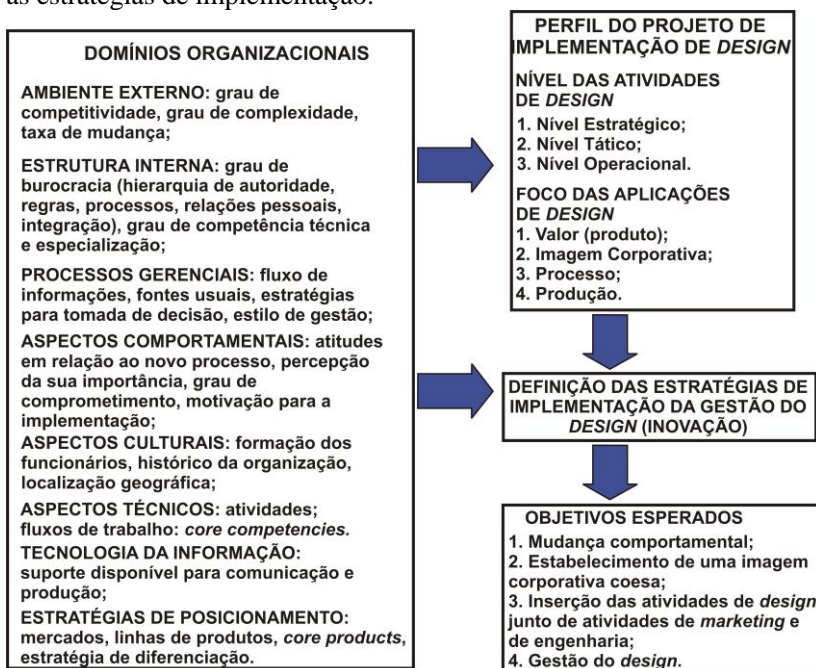 as estratégias de implementação.
DOMÍNIOS ORGANIZACIONAIS
AMBIENTE EXTERNO: grau de
competitividade, grau de complexidade,
taxa de mudança;
ESTRUTURA INTERNA: grau de
burocracia (hierarquia de autoridade,
regras, processos, relações pessoais,
integração), grau de competência técnica
e especialização;
PROCESSOS GERENCIAIS: fluxo de
informações, fontes usuais, estratégias
para tomada de decisão, estilo de gestão;
ASPECTOS COMPORTAMENTAIS: atitudes
em relação ao novo processo, percepção
da sua importância, grau de
comprometimento, motivação para a
implementação;
ASPECTOS CULTURAIS: formação dos
funcionários, histórico da organização,
localização geográfica;
ASPECTOS TÉCNICOS: atividades;
fluxos de trabalho: core competencies.
TECNOLOGIA DA INFORMAÇÃO:
suporte disponível para comunicação e
produção;
ESTRATÉGIAS DE POSICIONAMENTO:
mercados, linhas de produtos, core products,
estratégia de diferenciação.
PERFIL DO PROJETO DE
IMPLEMENTAÇÃO DE DESIGN
NÍVEL DAS ATIVIDADES
DE DESIGN
1. Nível Estratégico;
2. Nível Tático;
3. Nível Operacional.
FOCO DAS APLICAÇÕES
DE DESIGN
1. Valor (produto);
2. Imagem Corporativa;
3. Processo;
4. Produção.
DEFINIÇÃO DAS ESTRATÉGIAS DE
IMPLEMENTAÇÃO DA GESTÃO DO
DESIGN (INOVAÇÃO)
OBJETIVOS ESPERADOS
1. Mudança comportamental;
2. Estabelecimento de uma imagem
corporativa coesa;
3. Inserção das atividades de design
junto de atividades de marketing e
de engenharia;
4. Gestão do design.